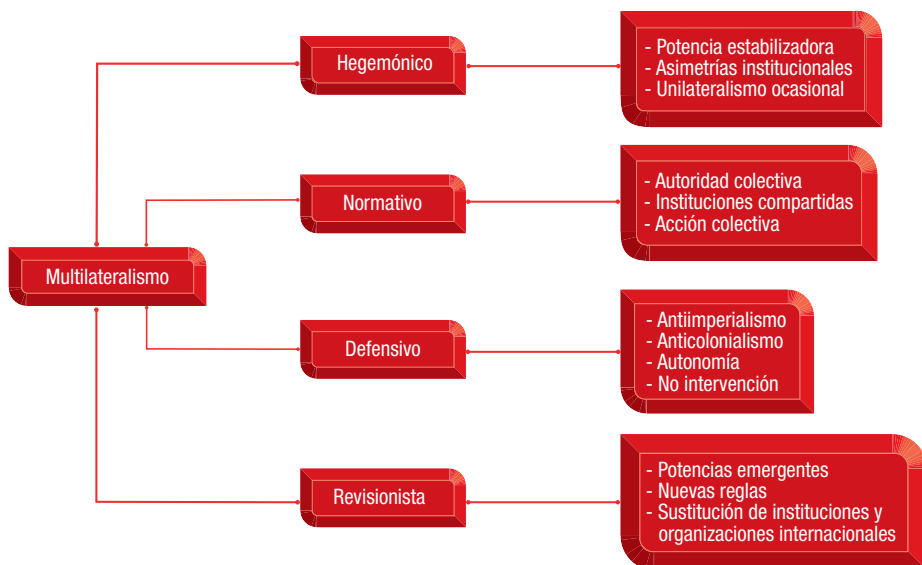 Multilateralismo
Hegemónico
- Potencia estabilizadora
- Asimetrías institucionales
- Unilateralismo ocasional
Normativo
- Autoridad colectiva
- Instituciones compartidas
- Acción colectiva
Defensivo
- Antiimperialismo
- Anticolonialismo
- Autonomía
- No intervención
Revisionista
- Potencias emergentes
- Nuevas reglas
- Sustitución de instituciones y
organizaciones internacionales